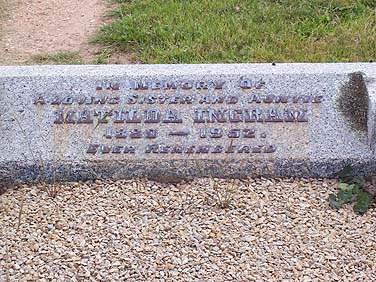 IN MEMORY OF
A LOVING SISTER AND AUNTIE
MATILDA INGRAM
1880 — 1952.
EVER REMEMBERED